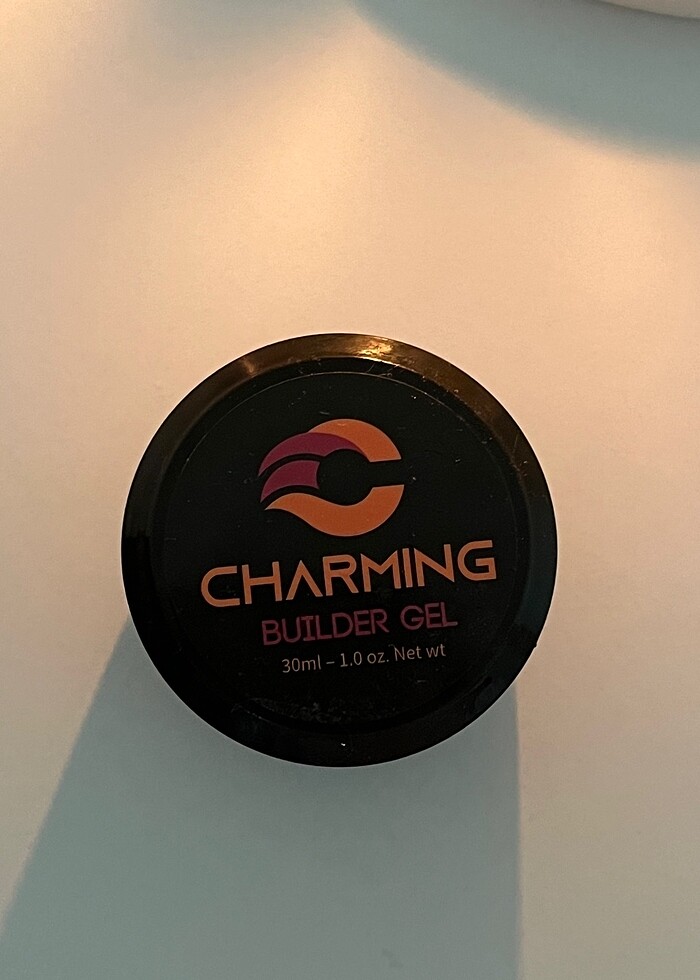 CHARMING
BUILDER GEL
30ml – 1.0 oz. Net wt